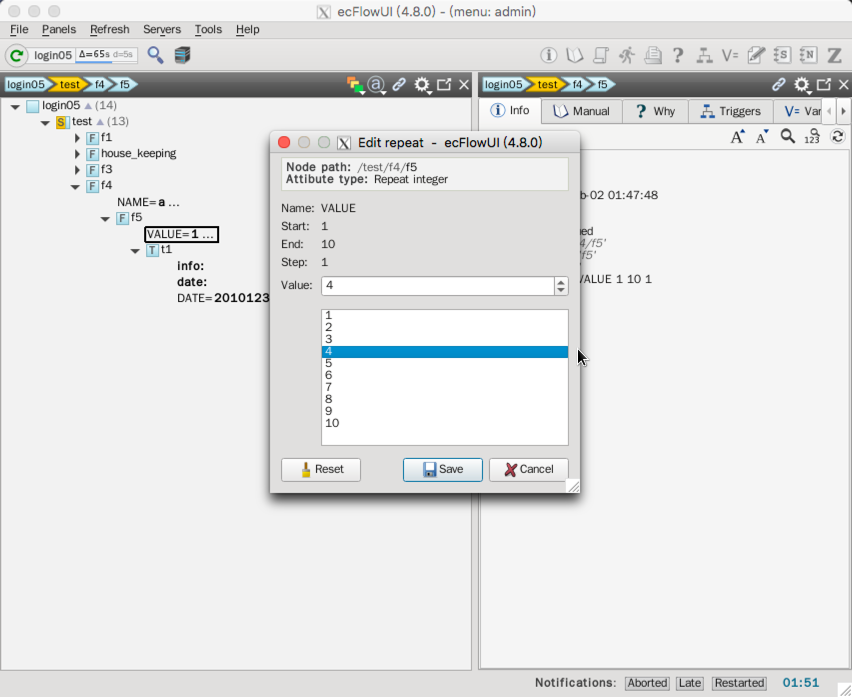 ecFlowUI (4.8.0) - (menu: admin)
File Panels Refresh Servers Tools Help
login05 Δ=65s d=5s
login05 test f4 f5
login05 ▲ (14)
S test ▲ (13)
F f1
F house_keeping
F f3
F f4
NAME=a ...
F f5
VALUE=1 ...
T t1
info:
date:
DATE=2010123
login05 test f4 f5
Info Manual Why Triggers V= Var
b-02 01:47:48
ed
4/f5'
f5'
VALUE 1 10 1
Edit repeat - ecFlowUI (4.8.0)
Node path: /test/f4/f5
Attibute type: Repeat integer
Name: VALUE
Start: 1
End: 10
Step: 1
Value: 4
1
2
3
4
5
6
7
8
9
10
Reset Save Cancel
Notifications: Aborted Late Restarted 01:51